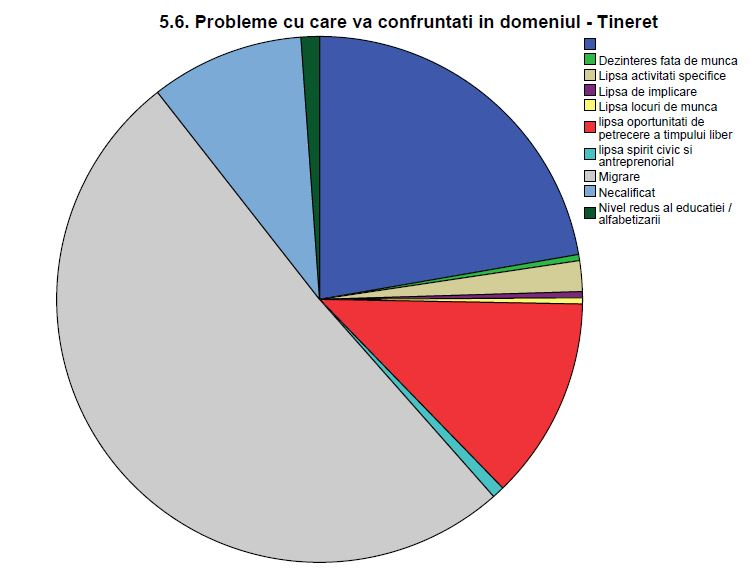 5.6. Probleme cu care va confruntati in domeniul - Tineret
Dezinteres fata de munca
Lipsa activitati specifice
Lipsa de implicare
Lipsa locuri de munca
lipsa oportunitati de
petrecere a timpului liber
lipsa spirit civic si
antreprenorial
Migrare
Necalificat
Nivel redus al educatiei /
alfabetizarii